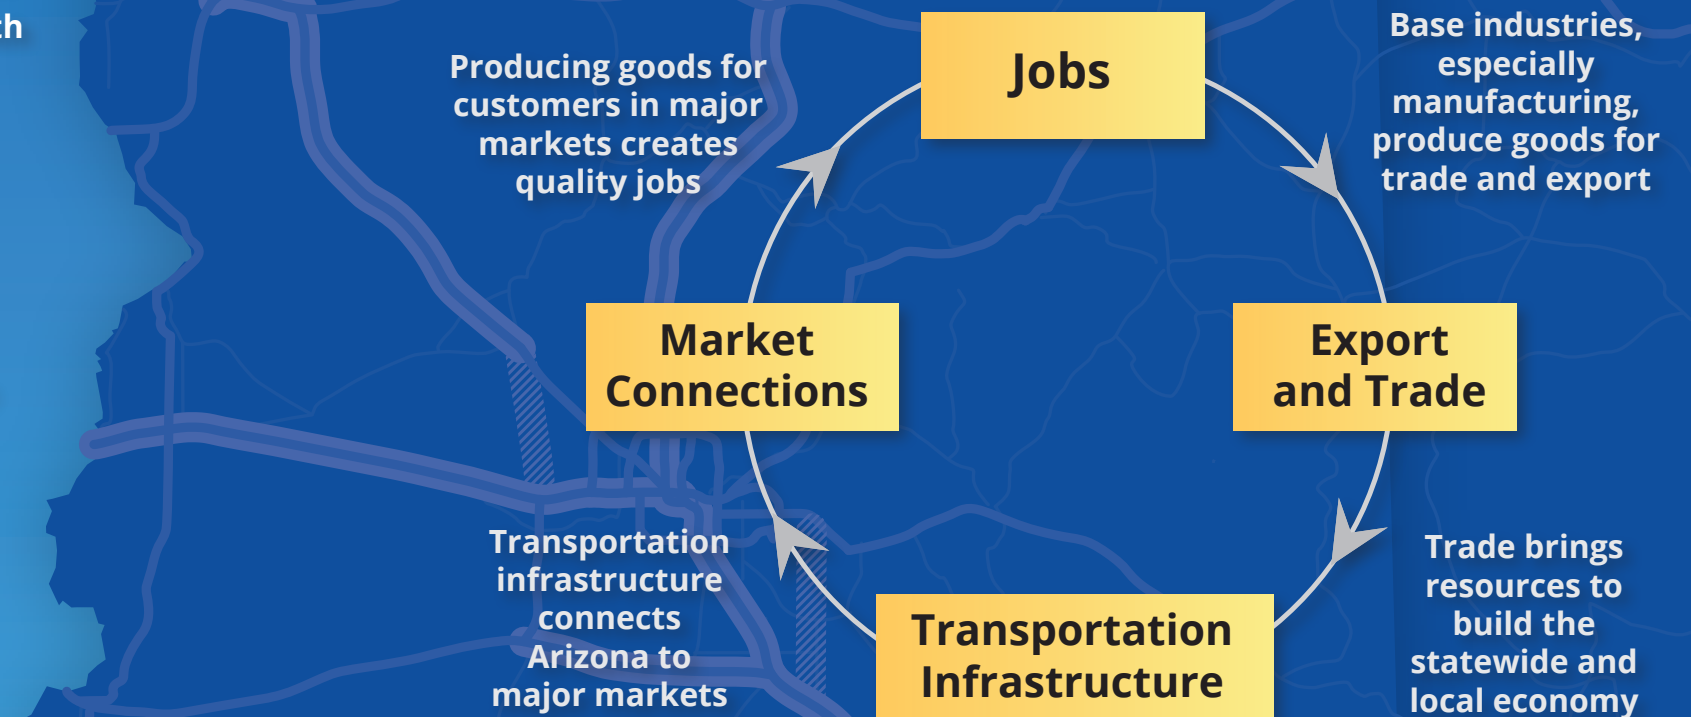 Jobs
Base industries,
especially
manufacturing,
produce goods for
trade and export
Export
and Trade
Trade brings
resources to
build the
statewide and
local economy
Transportation
Infrastructure
Transportation
infrastructure
connects
Arizona to
major markets
Market
Connections
Producing goods for
customers in major
markets creates
quality jobs